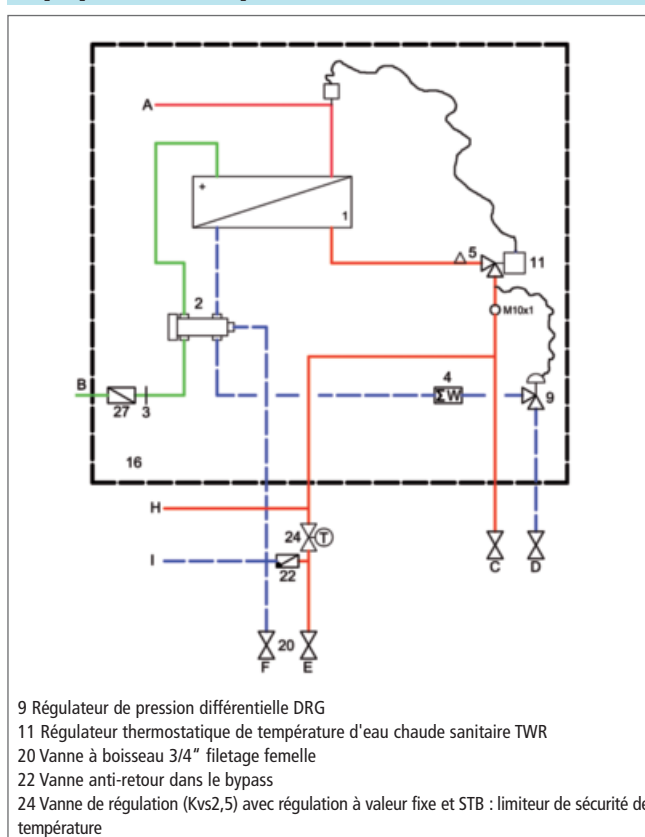 A
+
1
5
11
2
M10x1
B
4
ΣW
9
27
3
16
H
24
T
I
22
C
D
20
F
E
9 Régulateur de pression différentielle DRG
11 Régulateur thermostatique de température d'eau chaude sanitaire TWR
20 Vanne à boisseau 3/4" filetage femelle
22 Vanne anti-retour dans le bypass
24 Vanne de régulation (Kvs2,5) avec régulation à valeur fixe et STB : limiteur de sécurité de
température